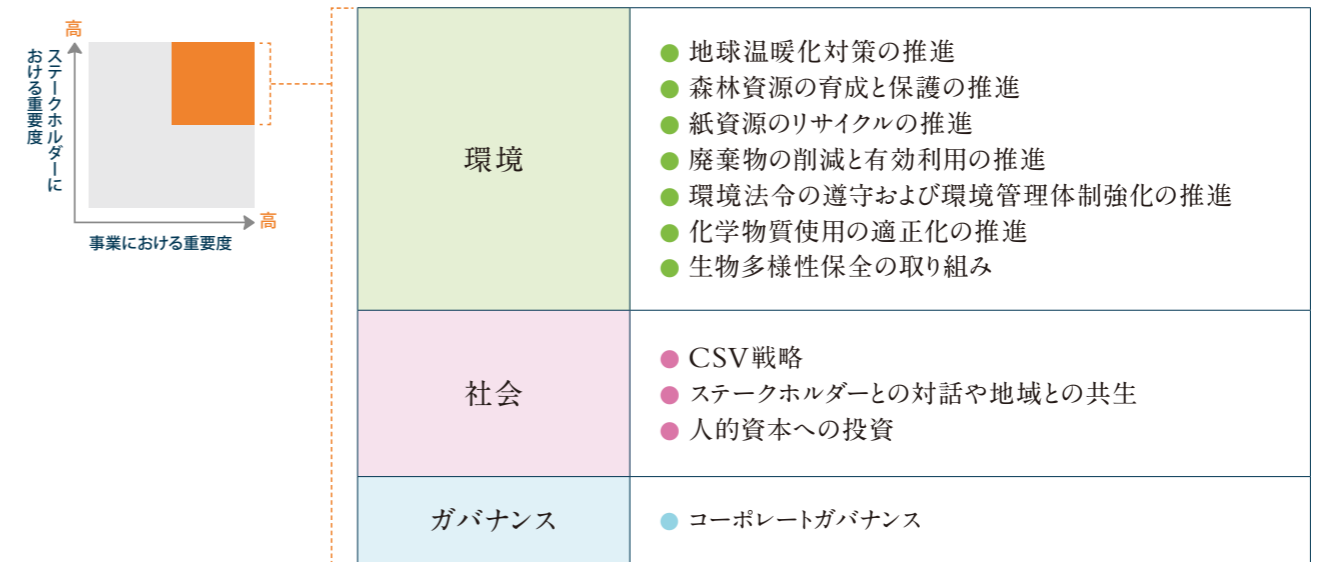 高
ステークホルダーに
おける重要度
高
事業における重要度
環境
● 地球温暖化対策の推進
● 森林資源の育成と保護の推進
● 紙資源のリサイクルの推進
● 廃棄物の削減と有効利用の推進
● 環境法令の遵守および環境管理体制強化の推進
● 化学物質使用の適正化の推進
● 生物多様性保全の取り組み
社会
● CSV戦略
● ステークホルダーとの対話や地域との共生
● 人的資本への投資
ガバナンス
● コーポレートガバナンス